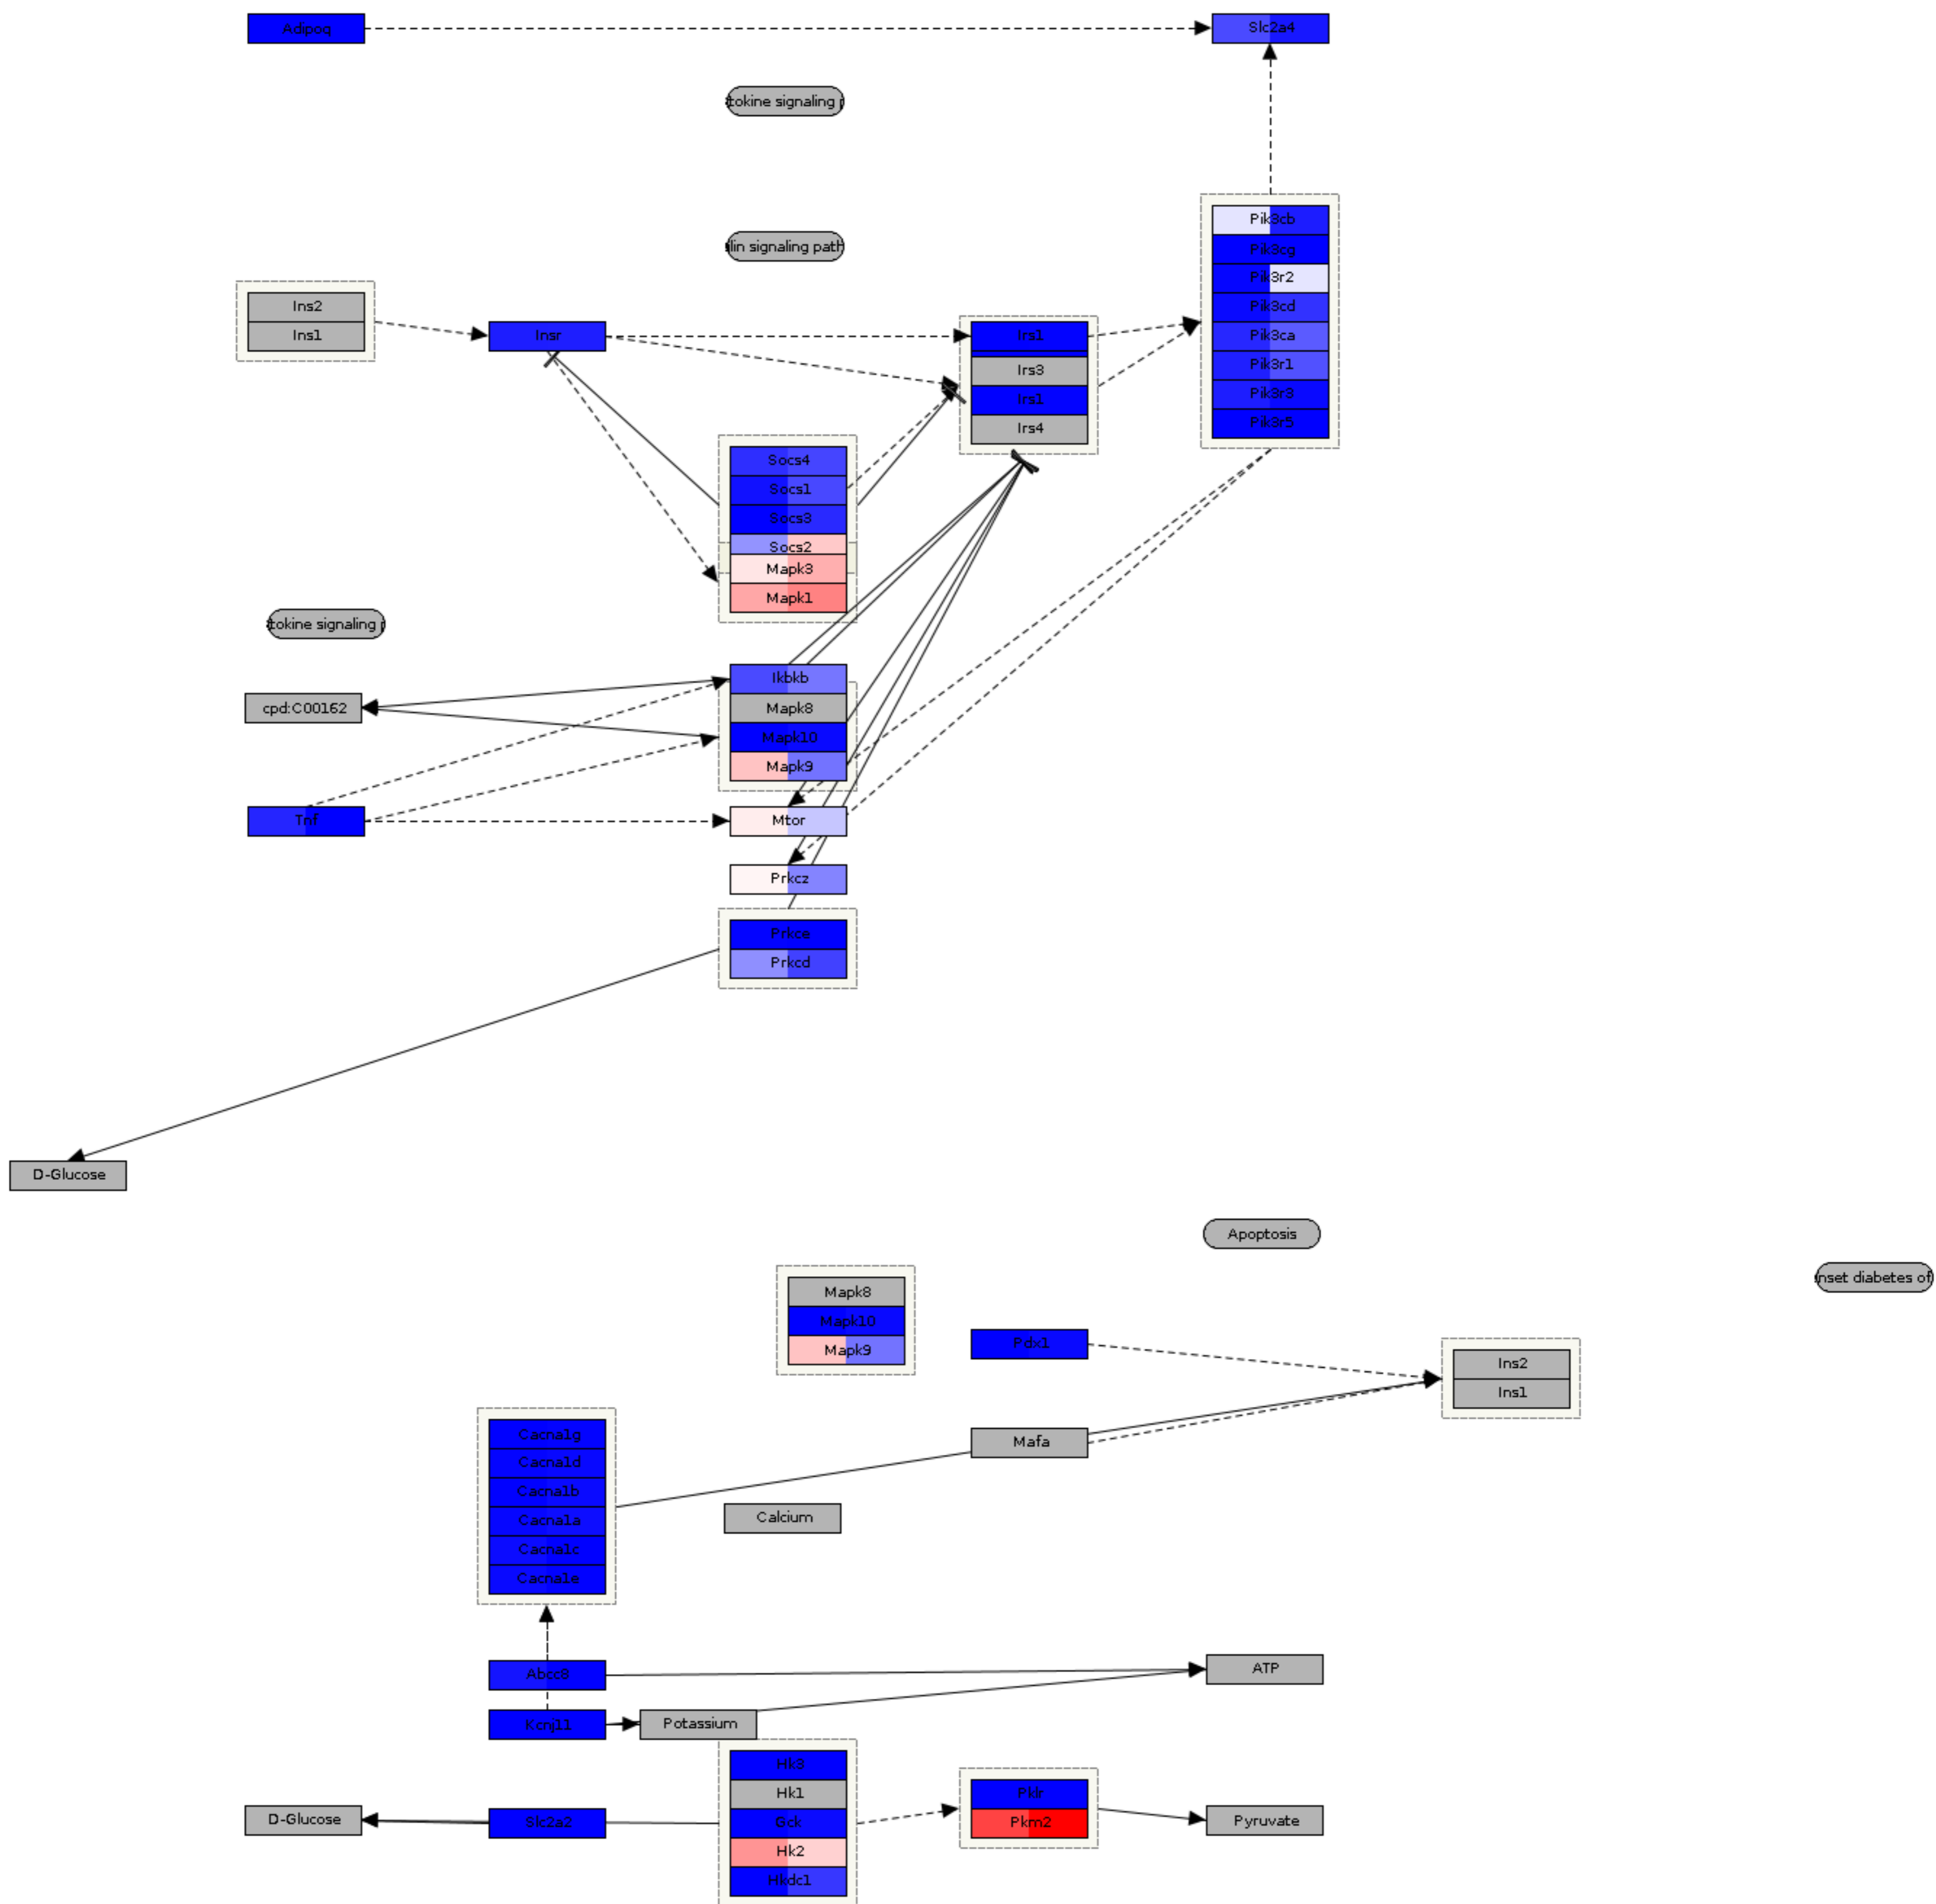 Adipoq
Slc2a4
tokine signaling p
Pik3cb
Pik3cg
Pik3r2
Pik3cd
Pik3ca
Pik3r1
Pik3r3
Pik3r5
lin signaling path
Ins2
Ins1
Insr
Irs1
Irs3
Irs1
Irs4
Socs4
Socs1
Socs3
Socs2
Mapk3
Mapk1
tokine signaling p
Ikbkb
Mapk8
Mapk10
Mapk9
cpd:C00162
Tnf
Mtor
Prkcz
Prkce
Prkcd
D-Glucose
Apoptosis
nset diabetes of
Mapk8
Mapk10
Mapk9
Pdx1
Ins2
Ins1
Mafa
Cacna1g
Cacna1d
Cacna1b
Cacna1a
Cacna1c
Cacna1e
Calcium
Abcc8
ATP
Kcnj11
Potassium
Hk3
Hk1
Gck
Hk2
Hkdc1
Pklr
Pkm2
D-Glucose
Slc2a2
Pyruvate